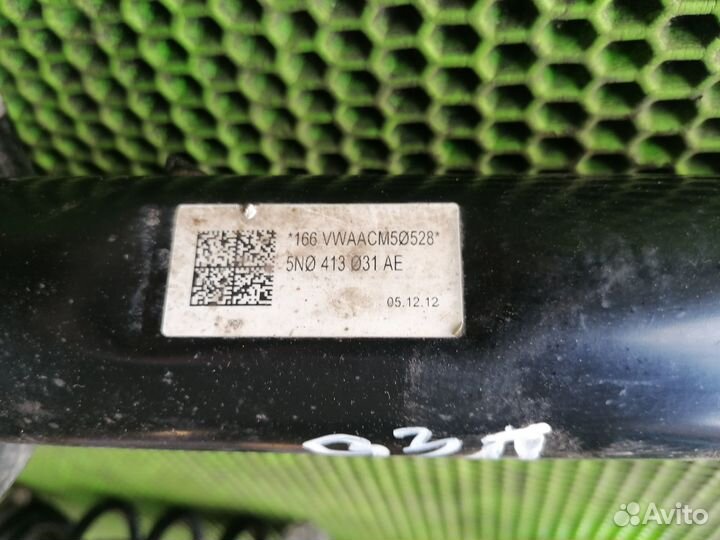 *166 VWAACM5Ø528*
5NØ 413 Ø31 AE
05.12.12
Avito